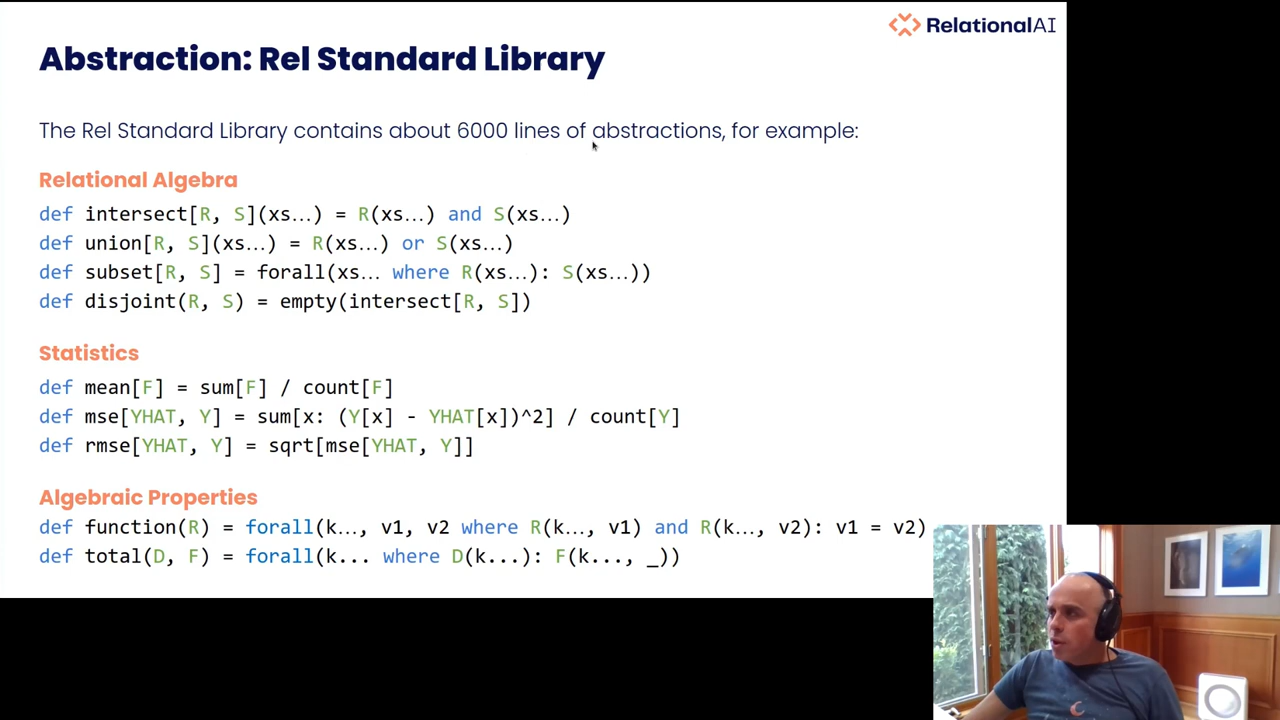 RelationalAI
Abstraction: Rel Standard Library
The Rel Standard Library contains about 6000 lines of abstractions, for example:
Relational Algebra
def intersect[R, S](xs…) = R(xs…) and S(xs…)
def union[R, S](xs…) = R(xs…) or S(xs…)
def subset[R, S] = forall(xs… where R(xs…): S(xs…))
def disjoint(R, S) = empty(intersect[R, S])
Statistics
def mean[F] = sum[F] / count[F]
def mse[YHAT, Y] = sum[x: (Y[x] - YHAT[x])^2] / count[Y]
def rmse[YHAT, Y] = sqrt[mse[YHAT, Y]]
Algebraic Properties
def function(R) = forall(k…, v1, v2 where R(k…, v1) and R(k…, v2): v1 = v2)
def total(D, F) = forall(k... where D(k...): F(k..., _))